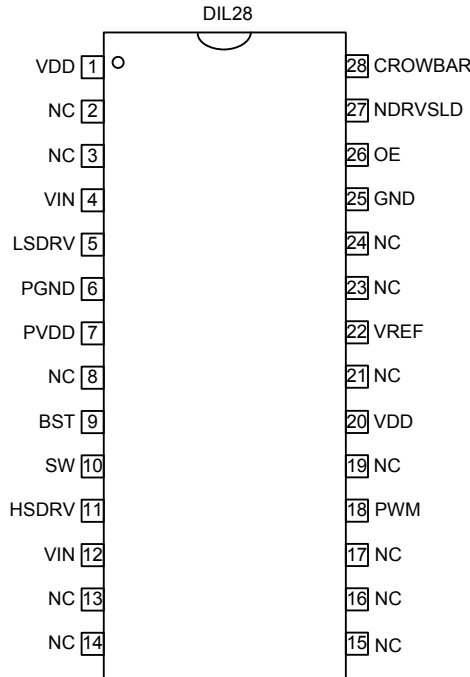 DIL28
VDD 1 28 CROWBAR
NC 2 27 NDRVSLD
NC 3 26 OE
VIN 4 25 GND
LSDRV 5 24 NC
PGND 6 23 NC
PVDD 7 22 VREF
NC 8 21 NC
BST 9 20 VDD
SW 10 19 NC
HSDRV 11 18 PWM
VIN 12 17 NC
NC 13 16 NC
NC 14 15 NC